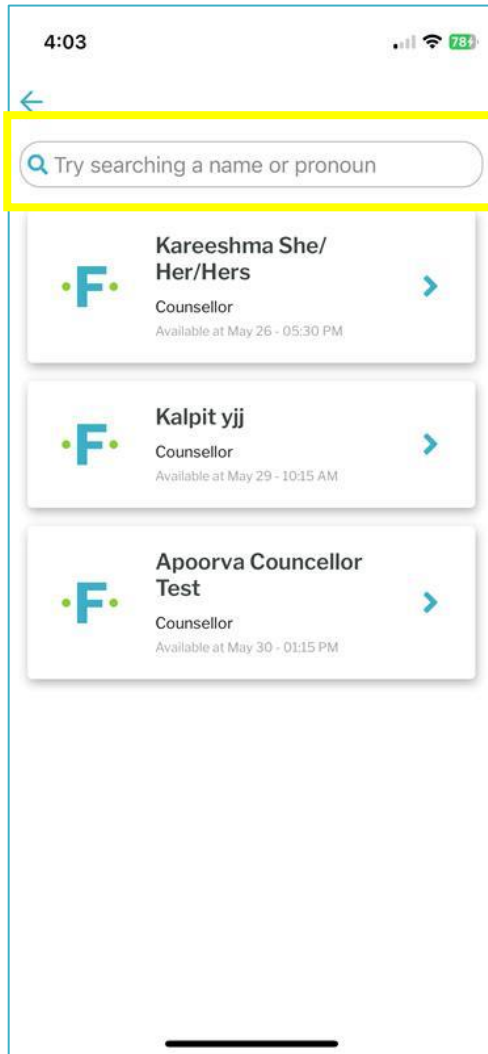 4:03
78
Try searching a name or pronoun
Kareeshma She/
Her/Hers
Counsellor
Available at May 26 - 05:30 PM
F
Kalpit yjj
Counsellor
Available at May 29 - 10:15 AM
F
Apoorva Councellor
Test
Counsellor
Available at May 30 - 01:15 PM
F